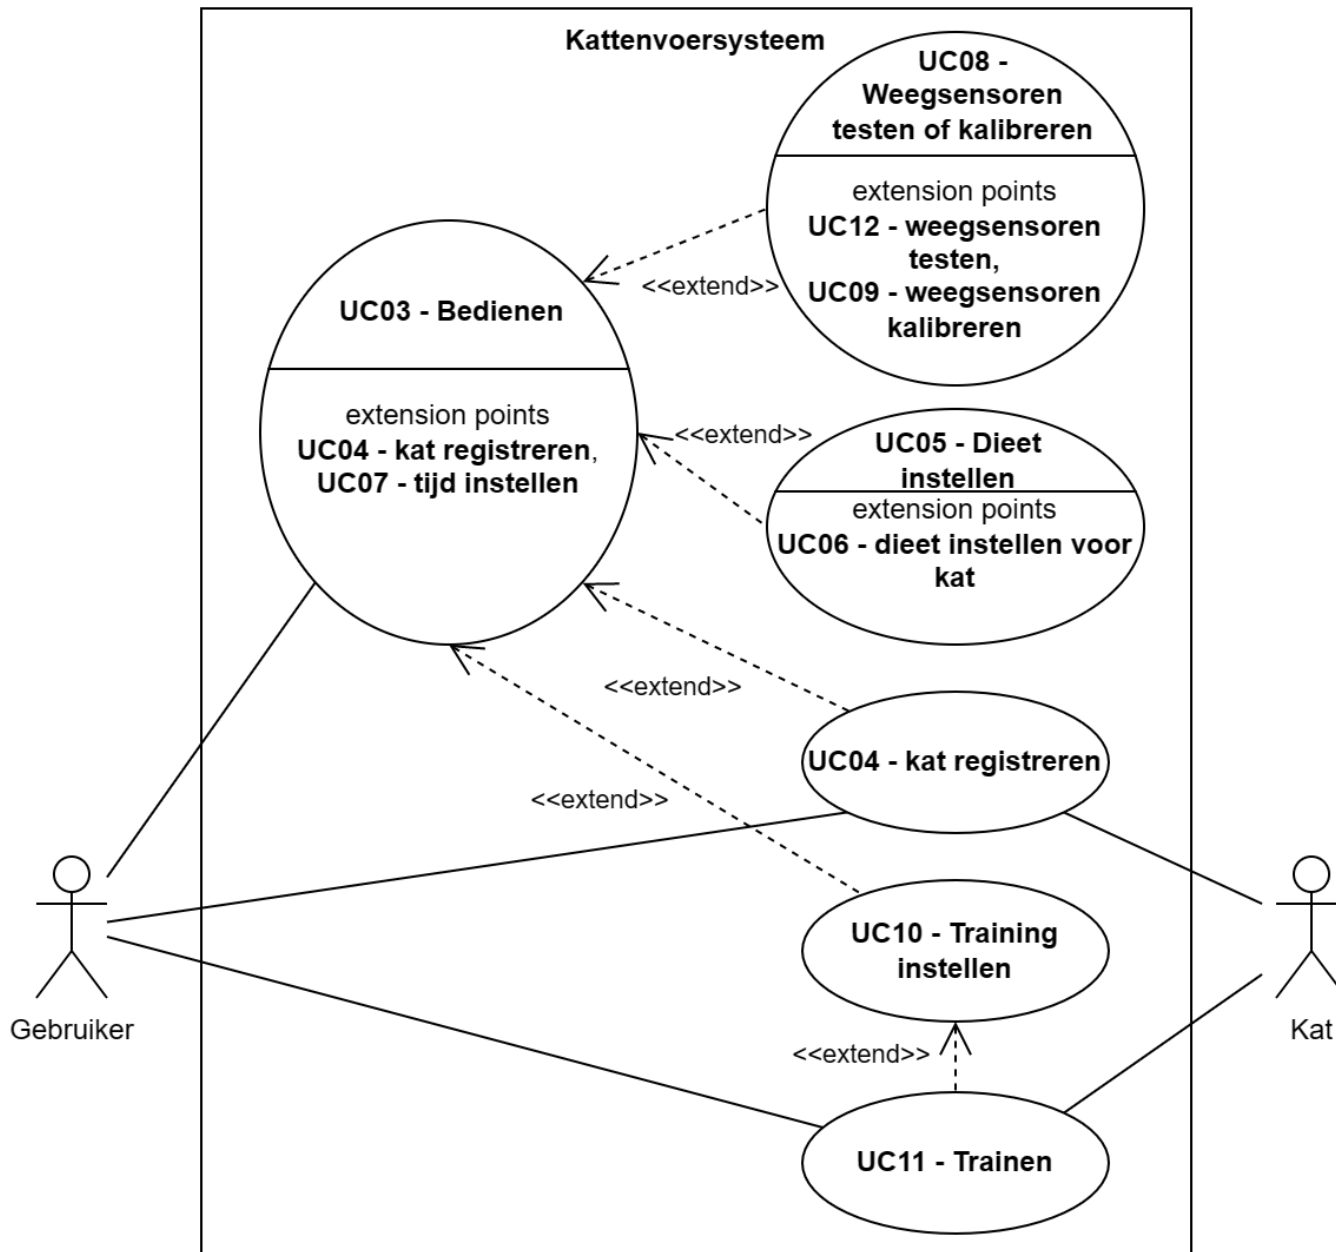 Kattenvoersysteem
UC08 -
Weegsensoren
testen of kalibreren
extension points
UC12 - weegsensoren
testen,
UC09 - weegsensoren
kalibreren
<<extend>>
UC03 - Bedienen
extension points
UC04 - kat registreren,
UC07 - tijd instellen
<<extend>>
UC05 - Dieet
instellen
extension points
UC06 - dieet instellen voor
kat
<<extend>>
UC04 - kat registreren
<<extend>>
UC10 - Training
instellen
Gebruiker
Kat
<<extend>>
UC11 - Trainen